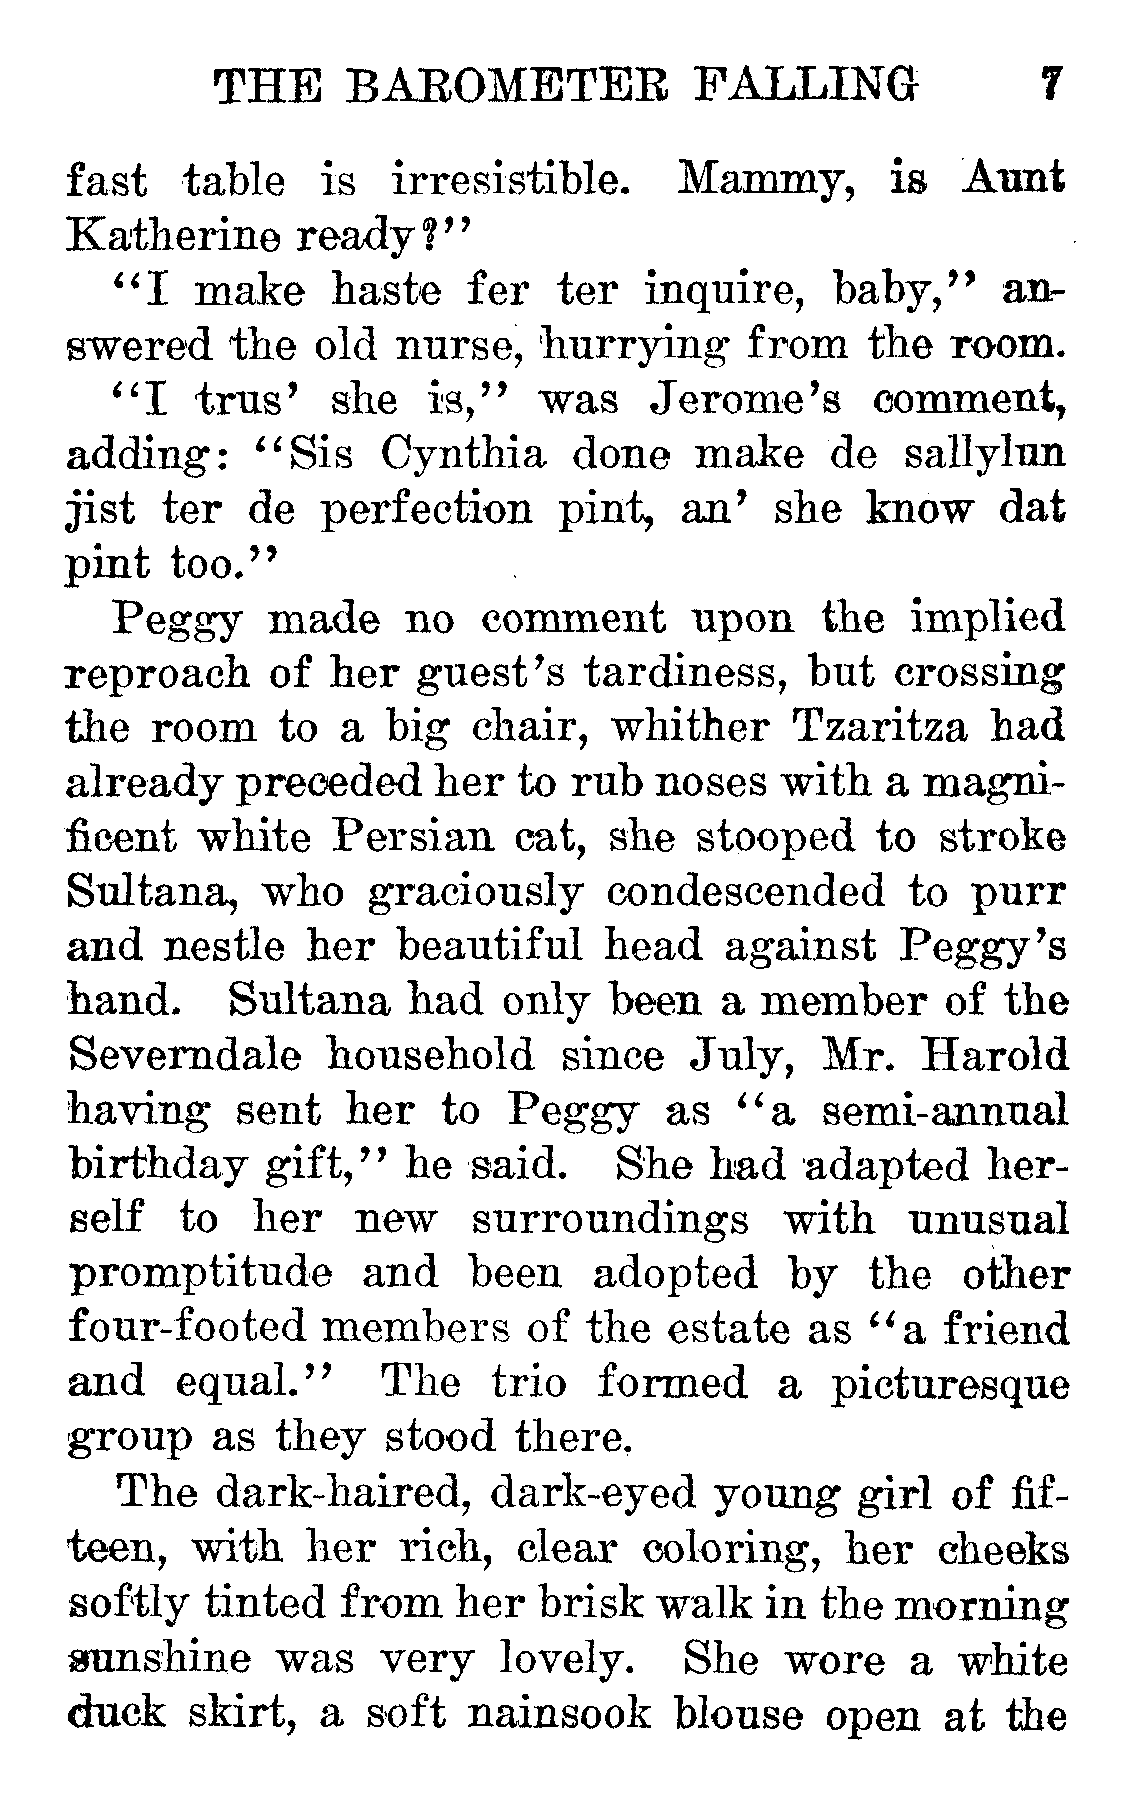 THE BAROMETER FALLING 7
fast table is irresistible. Mammy, is Aunt
Katherine ready?"
"I make haste fer ter inquire, baby," an-
swered the old nurse, hurrying from the room.
"I trus' she is," was Jerome's comment,
adding: "Sis Cynthia done make de sallylun
jist ter de perfection pint, an' she know dat
pint too."
Peggy made no comment upon the implied
reproach of her guest's tardiness, but crossing
the room to a big chair, whither Tzaritza had
already preceded her to rub noses with a magni-
ficent white Persian cat, she stooped to stroke
Sultana, who graciously condescended to purr
and nestle her beautiful head against Peggy's
hand. Sultana had only been a member of the
Severndale household since July, Mr. Harold
having sent her to Peggy as "a semi-annual
birthday gift," he said. She had adapted her-
self to her new surroundings with unusual
promptitude and been adopted by the other
four-footed members of the estate as "a friend
and equal." The trio formed a picturesque
group as they stood there.
The dark-haired, dark-eyed young girl of fif-
teen, with her rich, clear coloring, her cheeks
softly tinted from her brisk walk in the morning
sunshine was very lovely. She wore a white
duck skirt, a soft nainsook blouse open at the